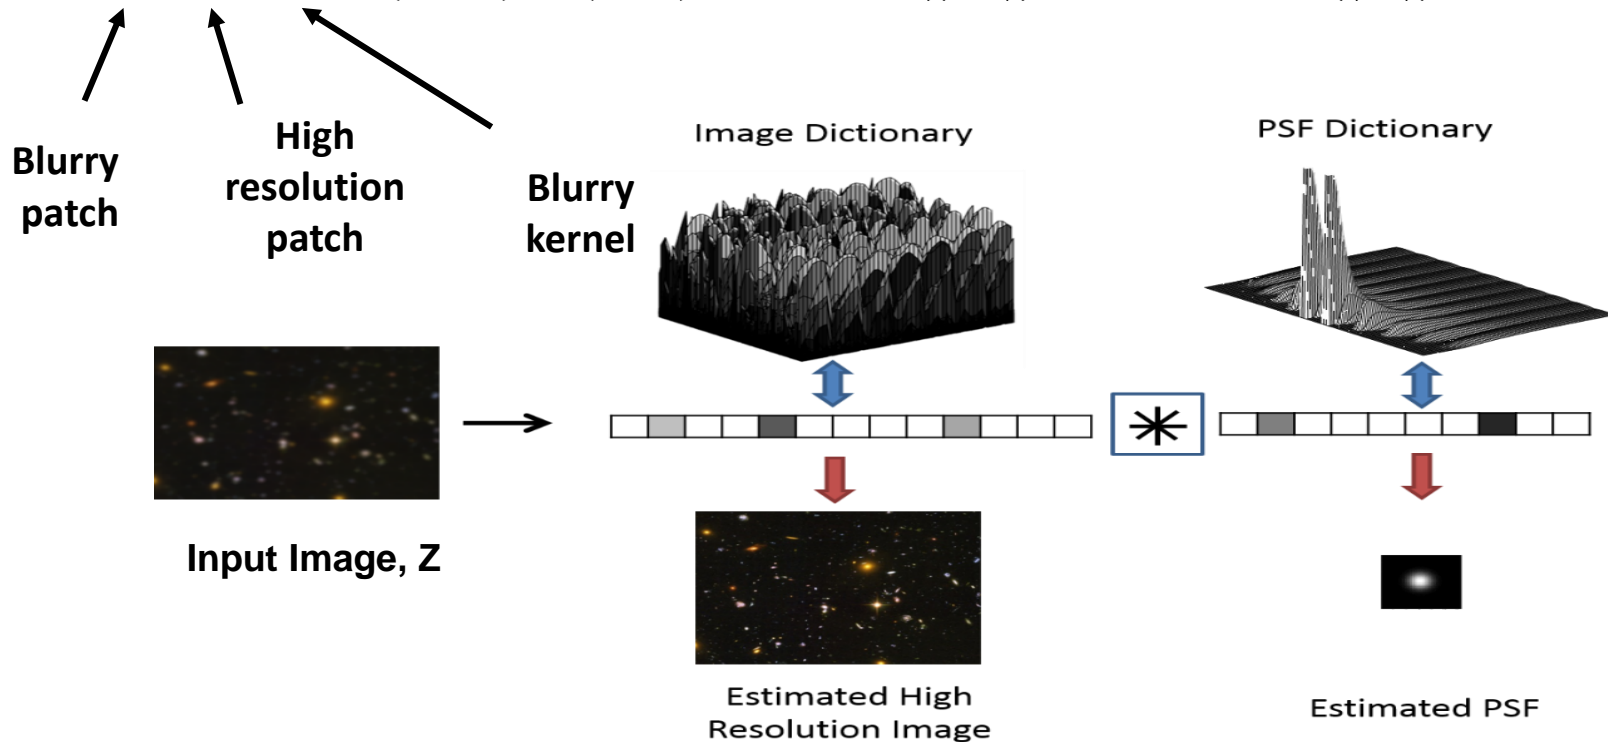 Blurry
patch
High
resolution
patch
Blurry
kernel
Image Dictionary
PSF Dictionary
Input Image, Z
Estimated High
Resolution Image
Estimated PSF